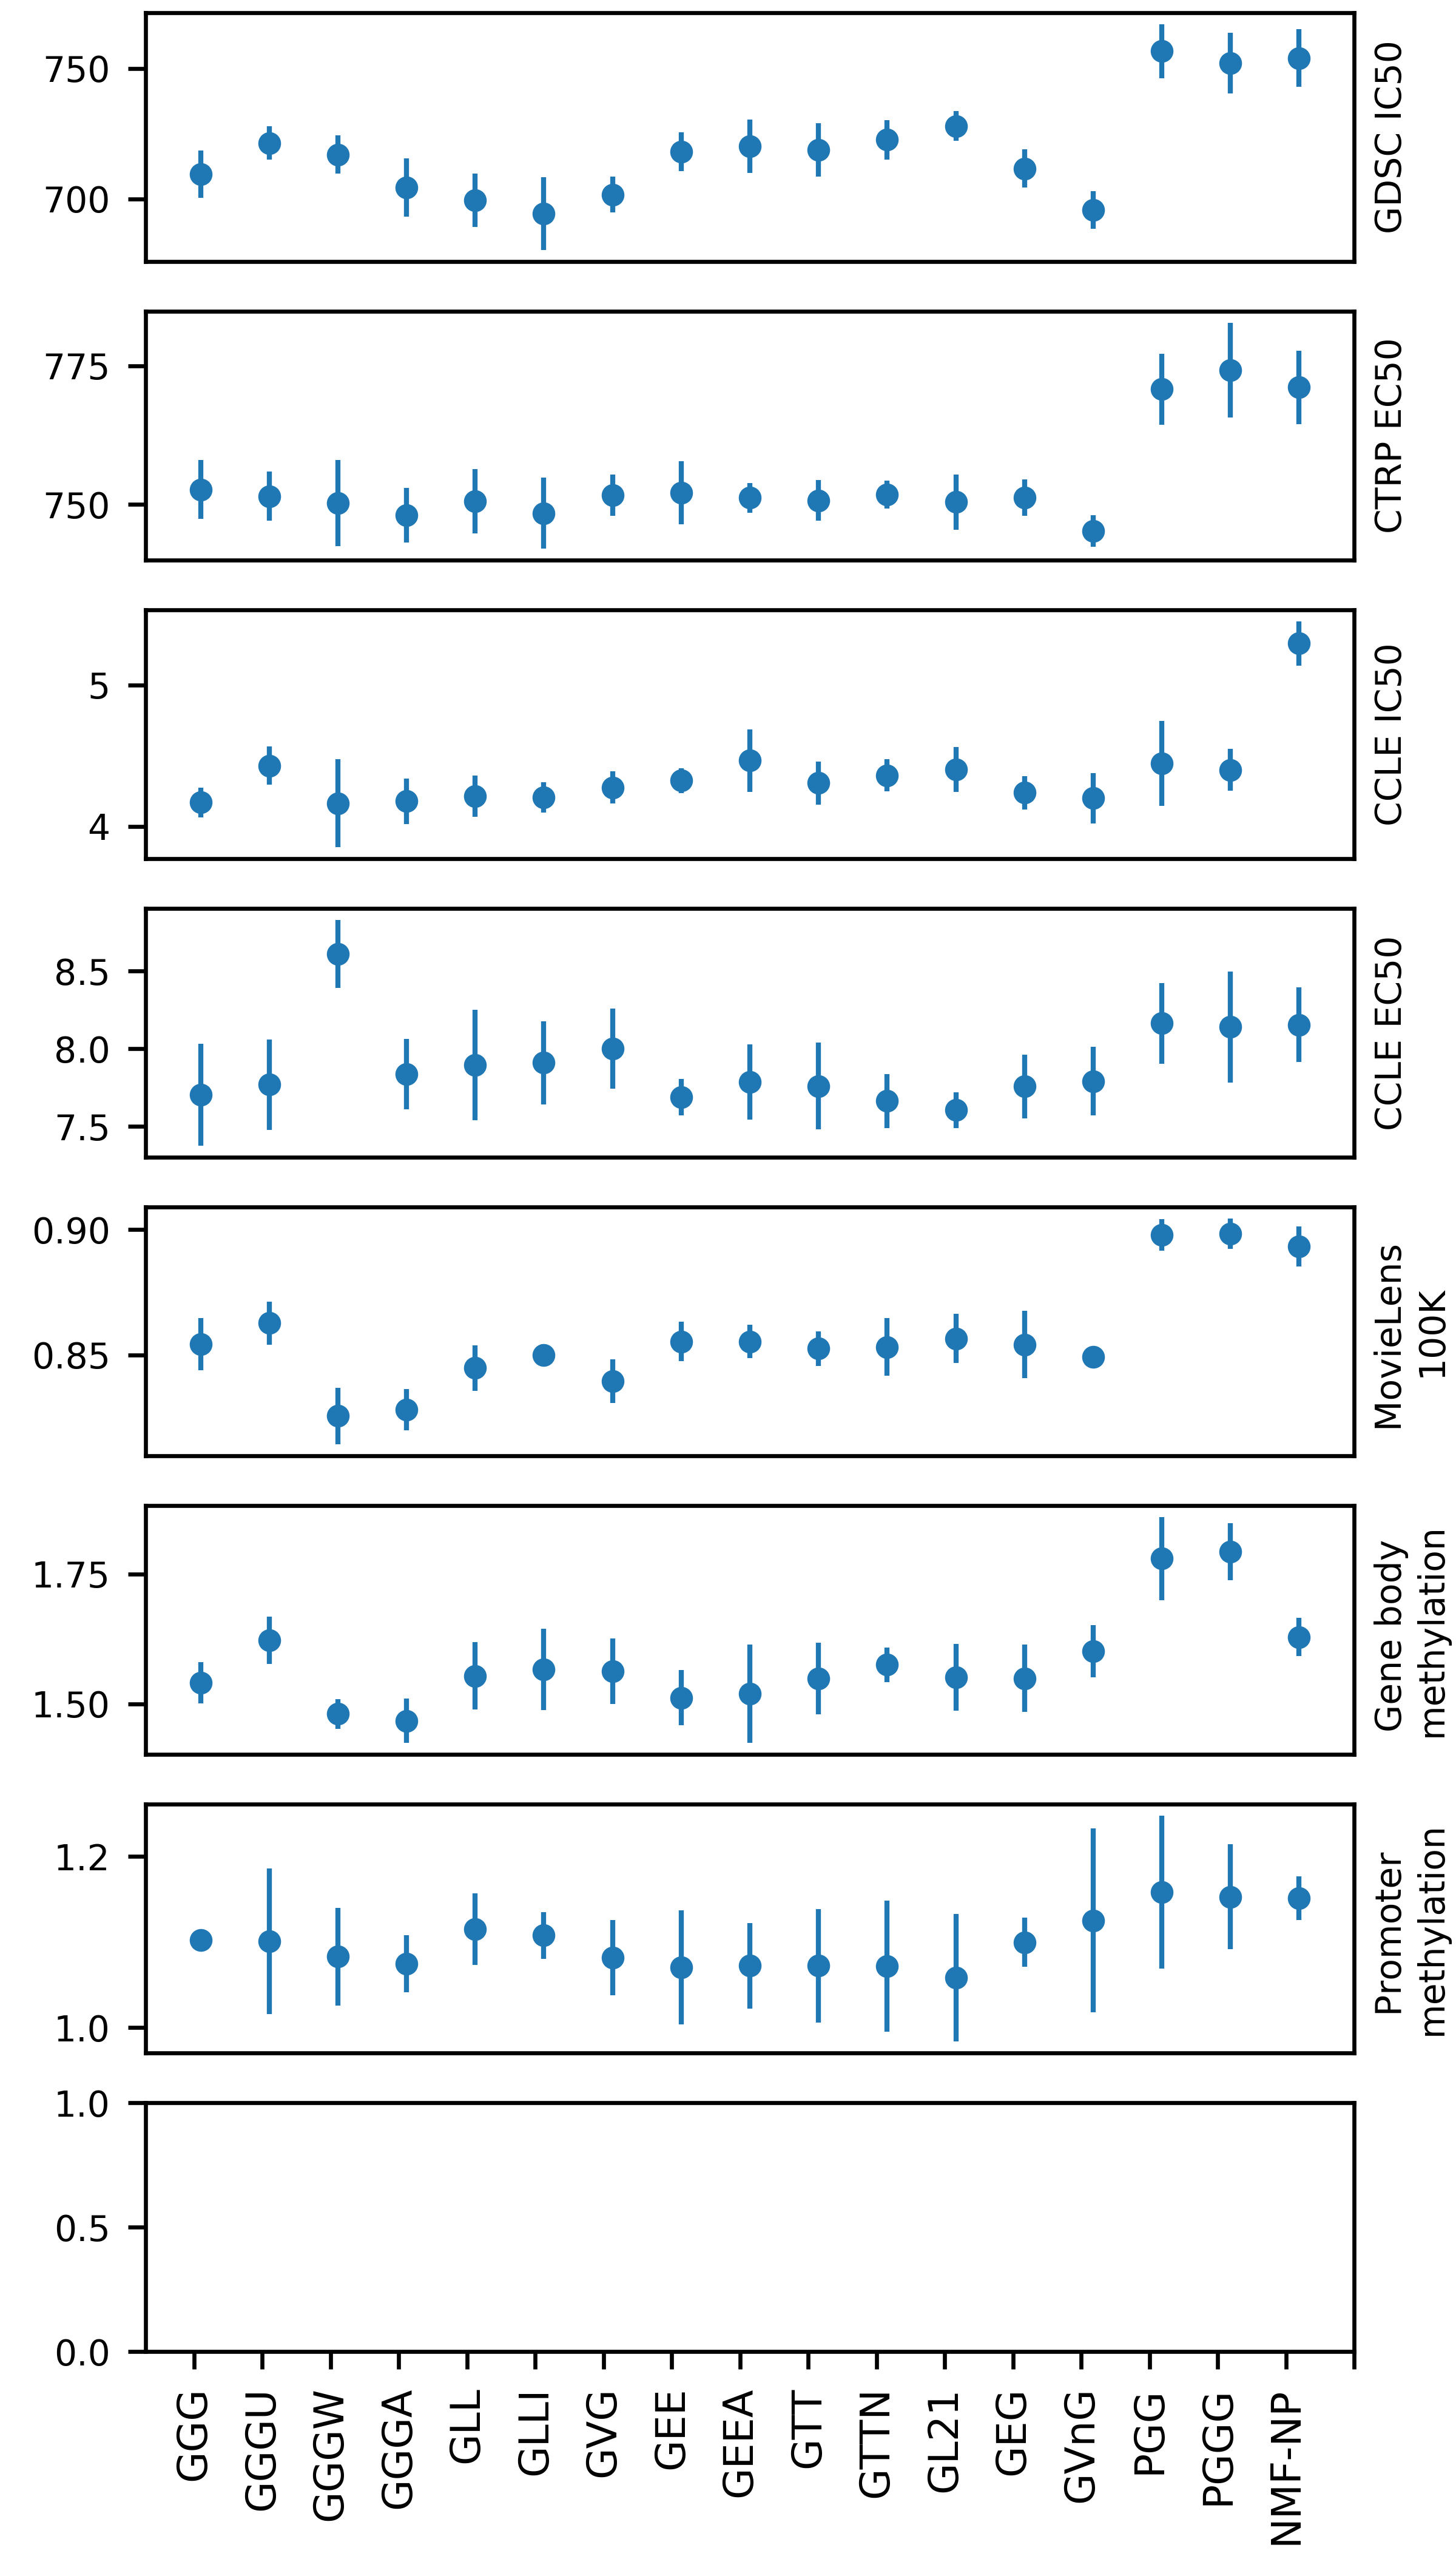 750
700
GDSC IC50
775
750
CTRP EC50
5
4
CCLE IC50
8.5
8.0
7.5
CCLE EC50
0.90
0.85
MovieLens
100K
1.75
1.50
Gene body
methylation
1.2
1.0
Promoter
methylation
1.0
0.5
0.0
GGG
GGGU
GGGW
GGGA
GLL
GLLI
GVG
GEE
GEEA
GTT
GTTN
GL21
GEG
GVnG
PGG
PGGG
NMF-NP